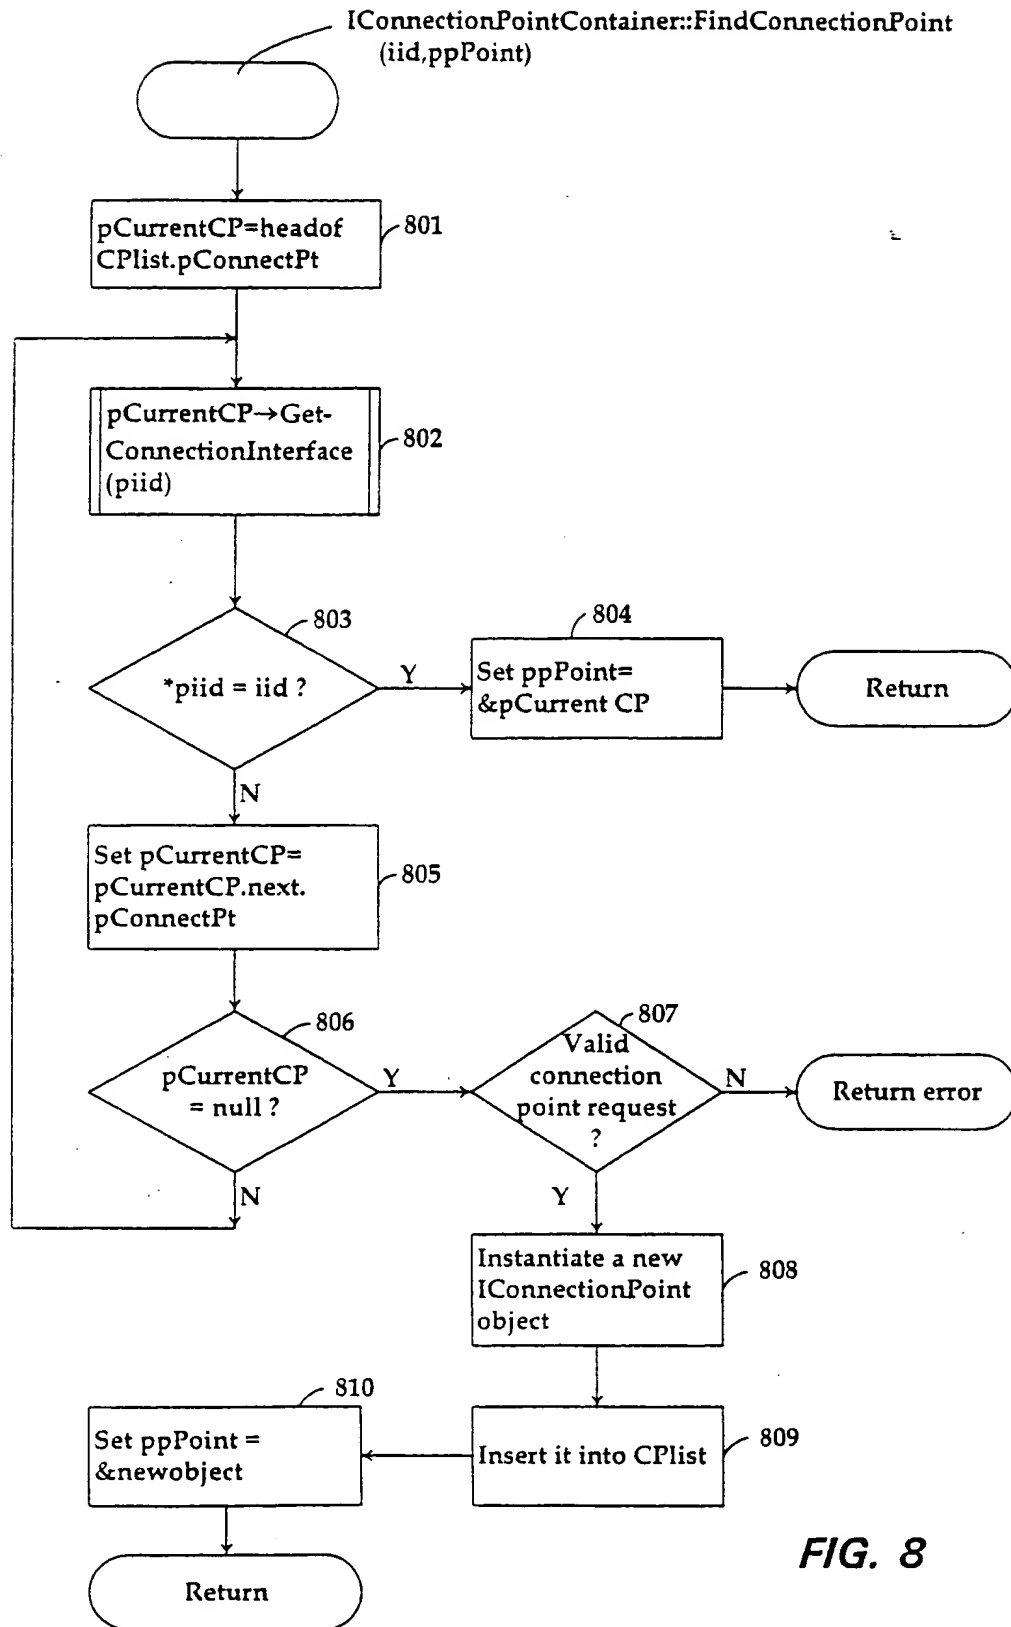 IConnectionPointContainer::FindConnectionPoint
(iid,ppPoint)
pCurrentCP=headof
CPlist.pConnectPt
801
pCurrentCP→Get-
ConnectionInterface
(piid)
802
803
*piid = iid ?
Y
804
Set ppPoint=
&pCurrent CP
Return
N
Set pCurrentCP=
pCurrentCP.next.
pConnectPt
805
806
pCurrentCP
= null ?
Y
807
Valid
connection
point request
?
N
Return error
N
Y
Instantiate a new
IConnectionPoint
object
808
810
Set ppPoint =
&newobject
Insert it into CPlist
809
Return
FIG. 8